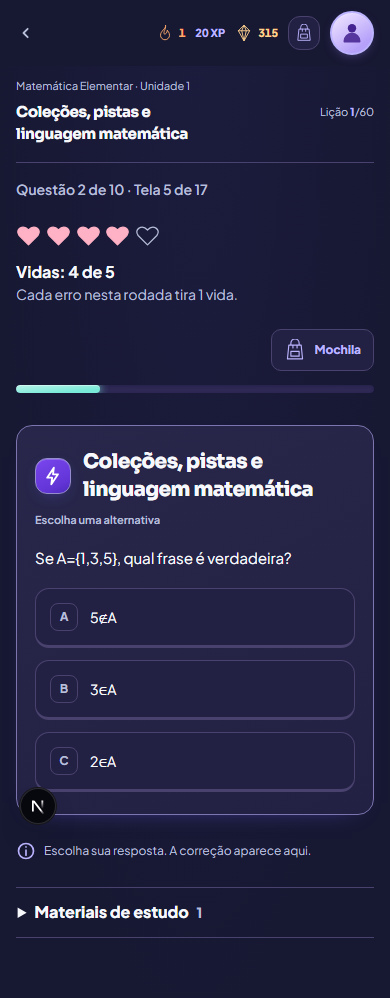 1 20 XP 315
Matemática Elementar · Unidade 1
Coleções, pistas e
linguagem matemática
Lição 1/60
Questão 2 de 10 · Tela 5 de 17
Vidas: 4 de 5
Cada erro nesta rodada tira 1 vida.
Mochila
Coleções, pistas e
linguagem matemática
Escolha uma alternativa
Se A={1,3,5}, qual frase é verdadeira?
A 5∉A
B 3∈A
C 2∈A
N
Escolha sua resposta. A correção aparece aqui.
Materiais de estudo 1